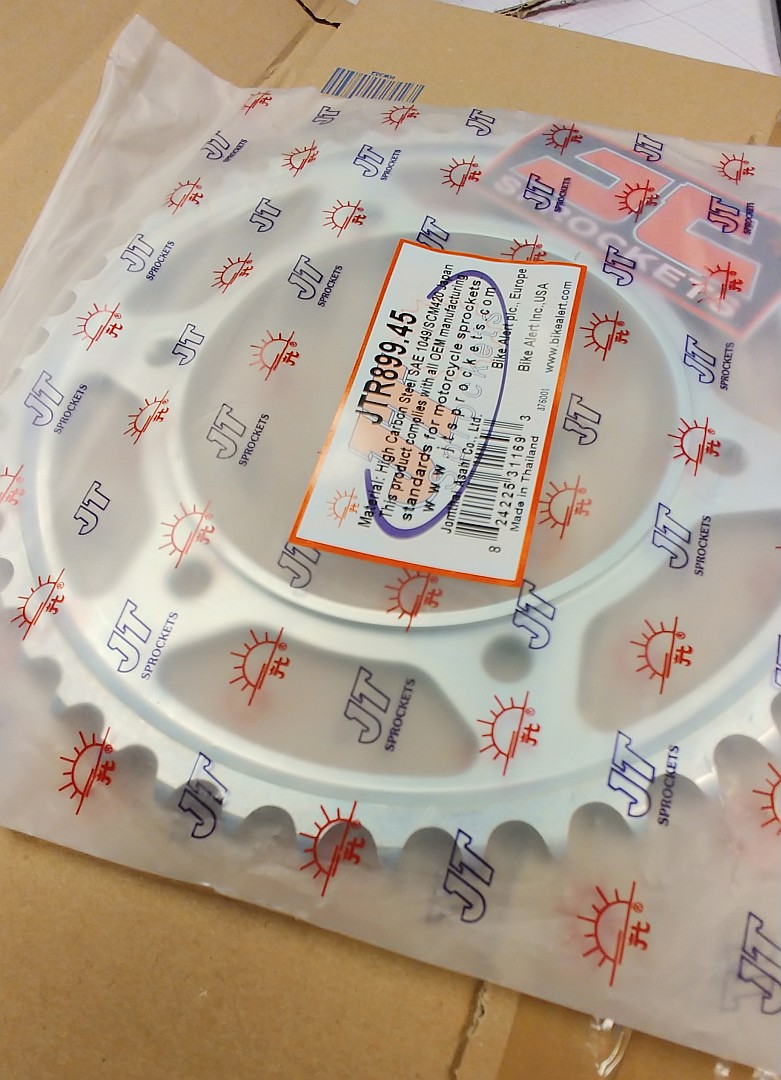 JTR899.45
Material: High Carbon Steel SAE 1049/SCM420 Japan
This product complies with all OEM manufacturing
standards for motorcycle sprockets
www.jtsprockets.com
Bike Alert plc., Europe
Jomthai Asahi Co., Ltd.
Bike Alert Inc., USA
www.bikealert.com
376001
8 24225 31169 3
Made in Thailand
JT
SPROCKETS